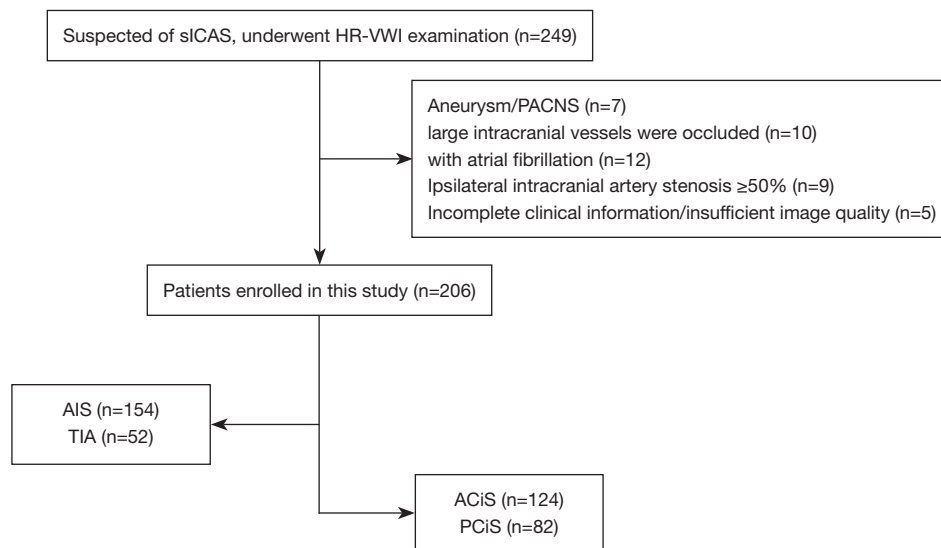 Suspected of sICAS, underwent HR-VWI examination (n=249)
Aneurysm/PACNS (n=7)
large intracranial vessels were occluded (n=10)
with atrial fibrillation (n=12)
Ipsilateral intracranial artery stenosis ≥50% (n=9)
Incomplete clinical information/insufficient image quality (n=5)
Patients enrolled in this study (n=206)
AIS (n=154)
TIA (n=52)
ACiS (n=124)
PCiS (n=82)